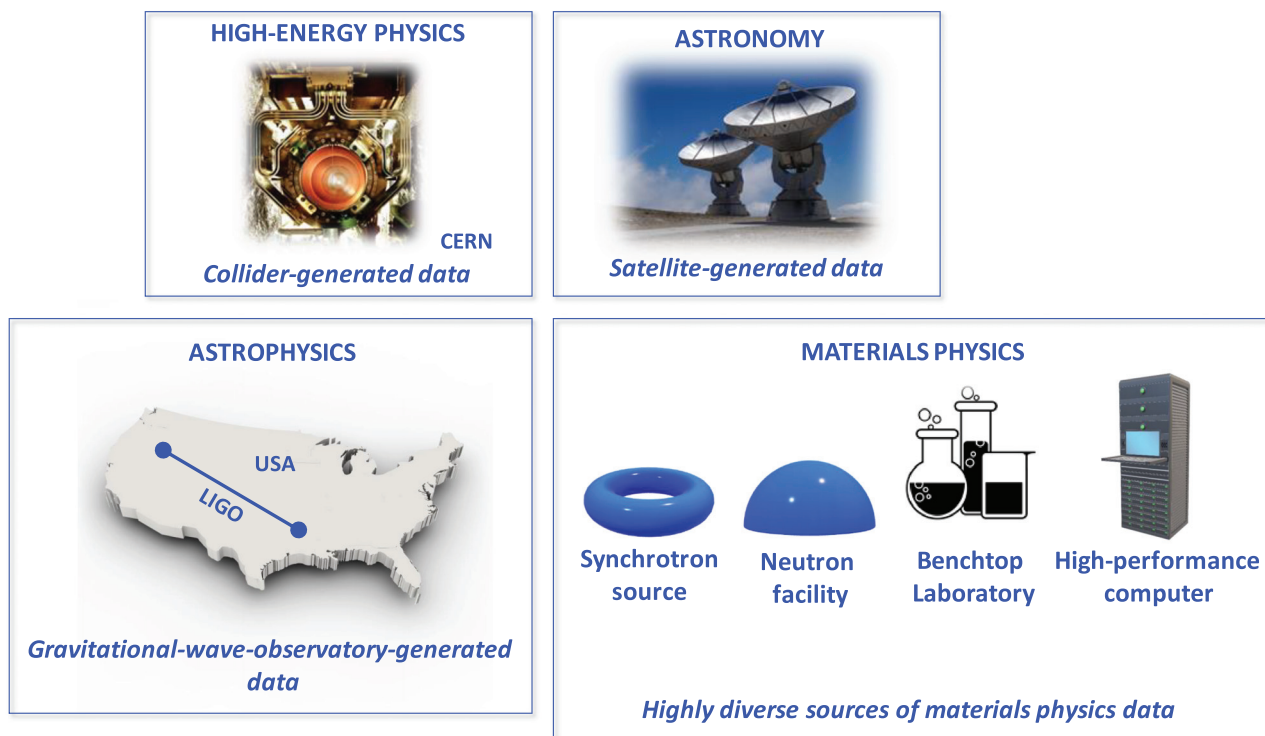 HIGH-ENERGY PHYSICS
CERN
Collider-generated data
ASTRONOMY
Satellite-generated data
ASTROPHYSICS
USA
LIGO
Gravitational-wave-observatory-generated
data
MATERIALS PHYSICS
Synchrotron
source
Neutron
facility
Benchtop
Laboratory
High-performance
computer
Highly diverse sources of materials physics data